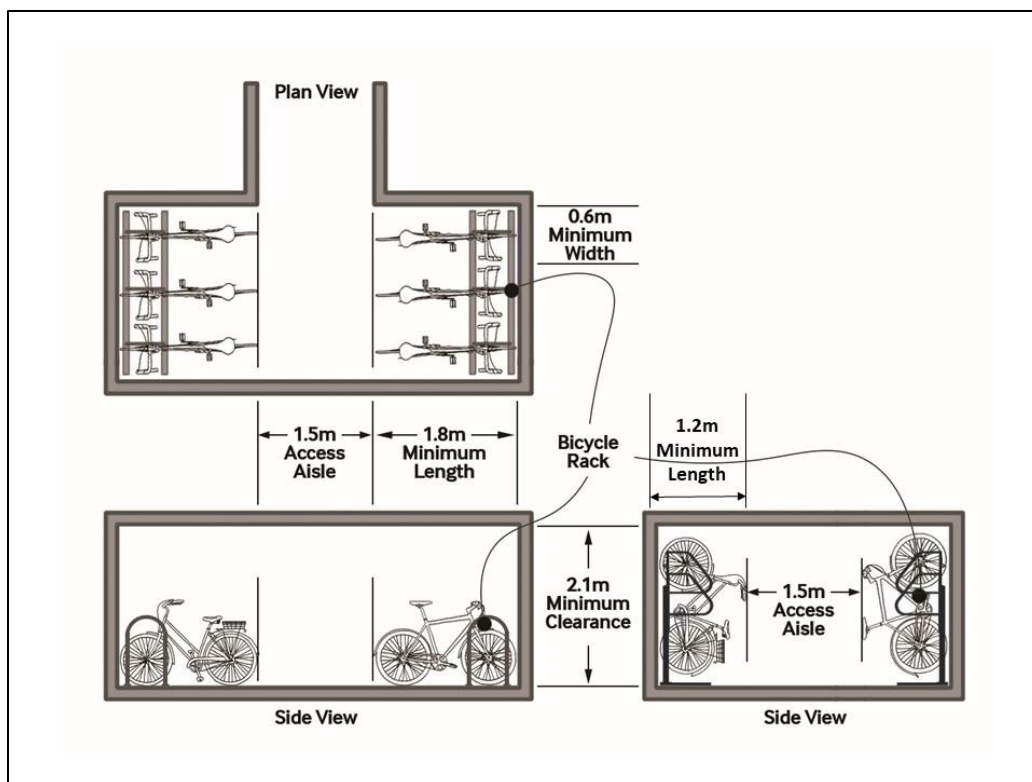 Plan View
0.6m
Minimum
Width
1.5m
Access
Aisle
1.8m
Minimum
Length
Bicycle
Rack
1.2m
Minimum
Length
2.1m
Minimum
Clearance
1.5m
Access
Aisle
Side View
Side View